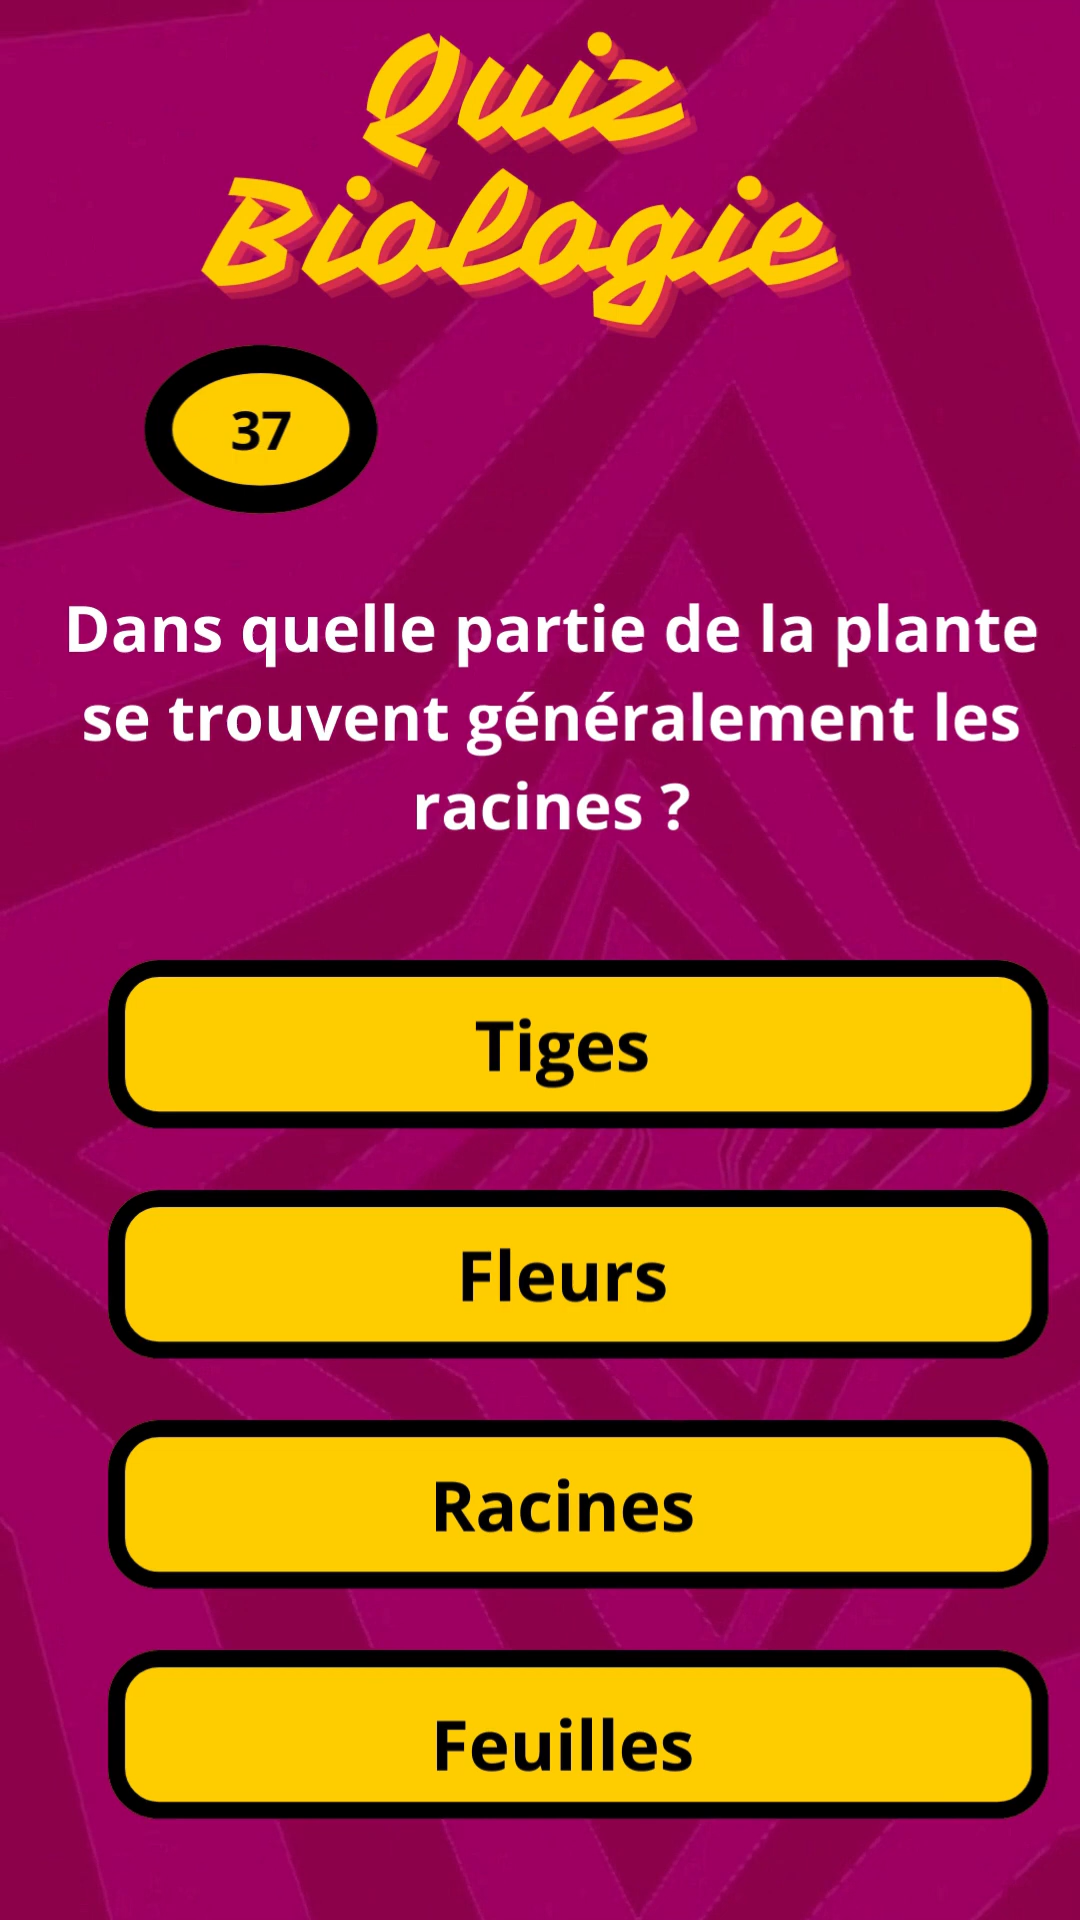 Quiz
Biologie
37
Dans quelle partie de la plante
se trouvent généralement les
racines ?
Tiges
Fleurs
Racines
Feuilles